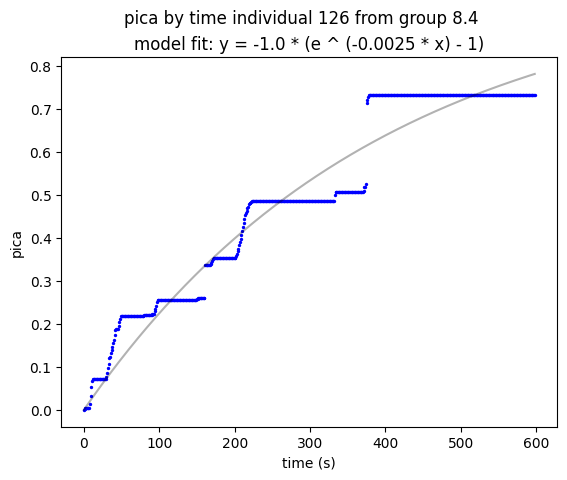 pica by time individual 126 from group 8.4
model fit: y = -1.0 * (e ^ (-0.0025 * x) - 1)
0.8
0.7
0.6
0.5
0.4
0.3
0.2
0.1
0.0
pica
0 100 200 300 400 500 600
time (s)